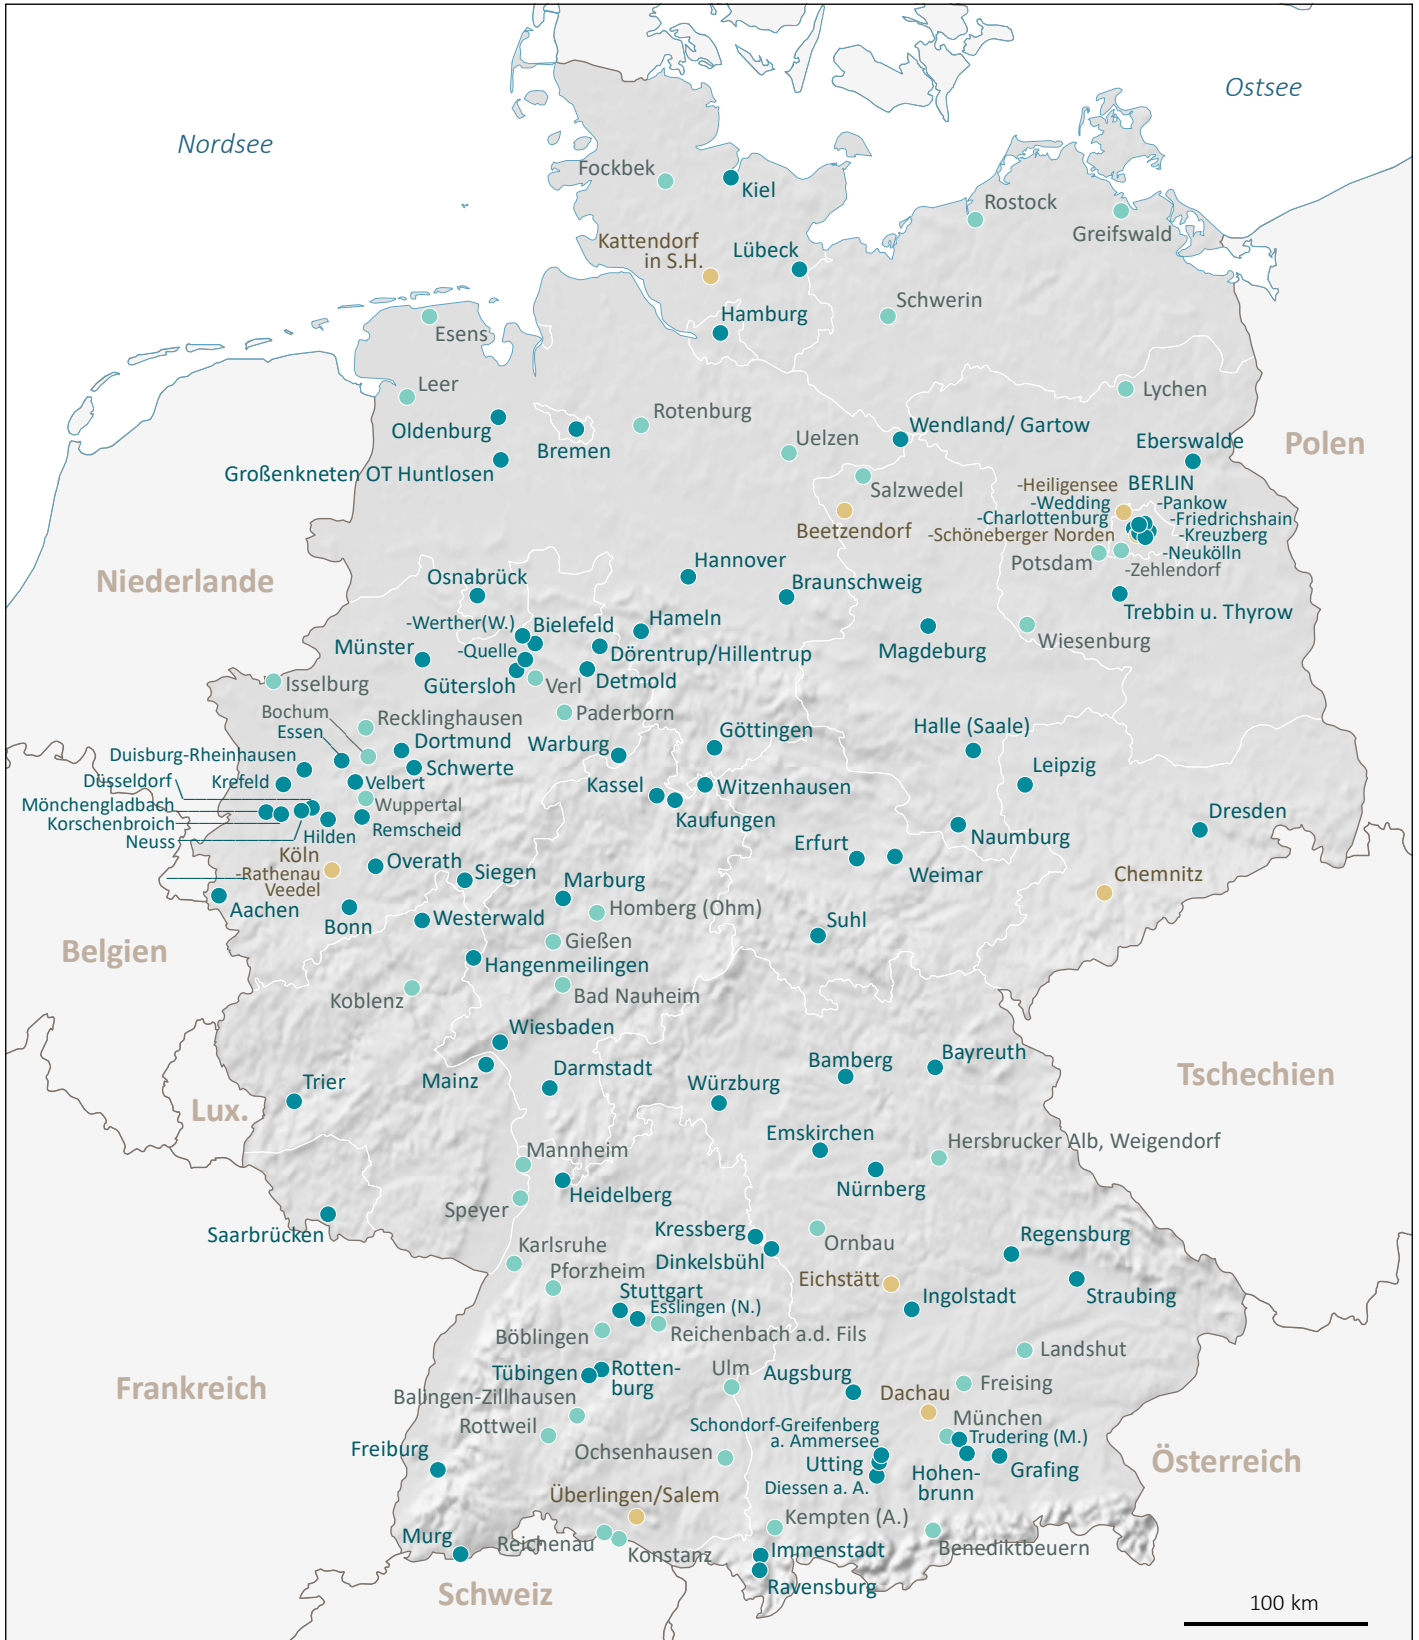 Nordsee
Ostsee
Fockbek
Kiel
Rostock
Greifswald
Kattendorf
in S.H.
Lübeck
Schwerin
Hamburg
Esens
Leer
Lychen
Rotenburg
Oldenburg
Bremen
Uelzen
Wendland/ Gartow
Eberswalde
Polen
Großenkneten OT Huntlosen
Salzwedel
-Heiligensee
BERLIN
-Wedding
-Pankow
-Charlottenburg
-Friedrichshain
Beetzendorf
-Schöneberger Norden
-Kreuzberg
-Neukölln
Potsdam
-Zehlendorf
Niederlande
Osnabrück
Hannover
Braunschweig
Trebbin u. Thyrow
-Werther(W.)
Bielefeld
Hameln
Wiesenburg
Münster
-Quelle
Dörentrup/Hillentrup
Magdeburg
Isselburg
Gütersloh
Verl
Detmold
Bochum
Recklinghausen
Paderborn
Essen
Dortmund
Warburg
Göttingen
Halle (Saale)
Duisburg-Rheinhausen
Schwerte
Leipzig
Düsseldorf
Krefeld
Velbert
Kassel
Witzenhausen
Mönchengladbach
Wuppertal
Korschenbroich
Kaufungen
Dresden
Neuss
Hilden
Remscheid
Naumburg
Köln
-Rathenau
Veedel
Overath
Siegen
Erfurt
Weimar
Chemnitz
Aachen
Marburg
Bonn
Westerwald
Homberg (Ohm)
Suhl
Belgien
Gießen
Hangenmeilingen
Koblenz
Bad Nauheim
Wiesbaden
Bamberg
Bayreuth
Tschechien
Trier
Mainz
Darmstadt
Würzburg
Lux.
Emskirchen
Hersbrucker Alb, Weigendorf
Mannheim
Nürnberg
Heidelberg
Speyer
Saarbrücken
Kressberg
Ornbau
Regensburg
Karlsruhe
Dinkelsbühl
Pforzheim
Eichstätt
Stuttgart
Ingolstadt
Straubing
Esslingen (N.)
Böblingen
Reichenbach a.d. Fils
Landshut
Tübingen
Rotten-
burg
Ulm
Augsburg
Freising
Frankreich
Balingen-Zillhausen
Dachau
Rottweil
Schondorf-Greifenberg
a. Ammersee
München
Trudering (M.)
Freiburg
Ochsenhausen
Utting
Hohen-
brunn
Grafing
Österreich
Diessen a. A.
Überlingen/Salem
Kempten (A.)
Murg
Reichenau
Konstanz
Immenstadt
Benediktbeuern
Ravensburg
Schweiz
100 km